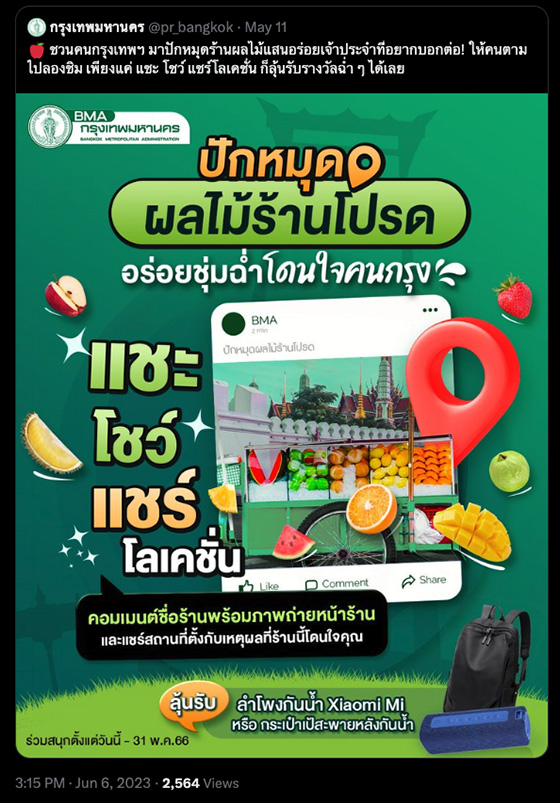 กรุงเทพมหานคร @pr_bangkok · May 11
🍎 ชวนคนกรุงเทพฯ มาปักหมุดร้านผลไม้แสนอร่อยเจ้าประจำที่อยากบอกต่อ! ให้คนตาม
ไปลองชิม เพียงแค่ แชะ โชว์ แชร์โลเคชั่น ก็ลุ้นรับรางวัลฉ่ำ ๆ ได้เลย
BMA
กรุงเทพมหานคร
BANGKOK METROPOLITAN ADMINISTRATION
ปักหมุด
ผลไม้ร้านโปรด
อร่อยชุ่มฉ่ำโดนใจคนกรุง
BMA
2 min
ปักหมุดผลไม้ร้านโปรด
แชะ
โชว์
แชร์
โลเคชั่น
Like
Comment
Share
คอมเมนต์ชื่อร้านพร้อมภาพถ่ายหน้าร้าน
และแชร์สถานที่ตั้งกับเหตุผลที่ร้านนี้โดนใจคุณ
ลุ้นรับ
ลำโพงกันน้ำ Xiaomi Mi
หรือ กระเป๋าเป้สะพายหลังกันน้ำ
ร่วมสนุกตั้งแต่วันนี้ - 31 พ.ค.66
3:15 PM · Jun 6, 2023 · 2,564 Views